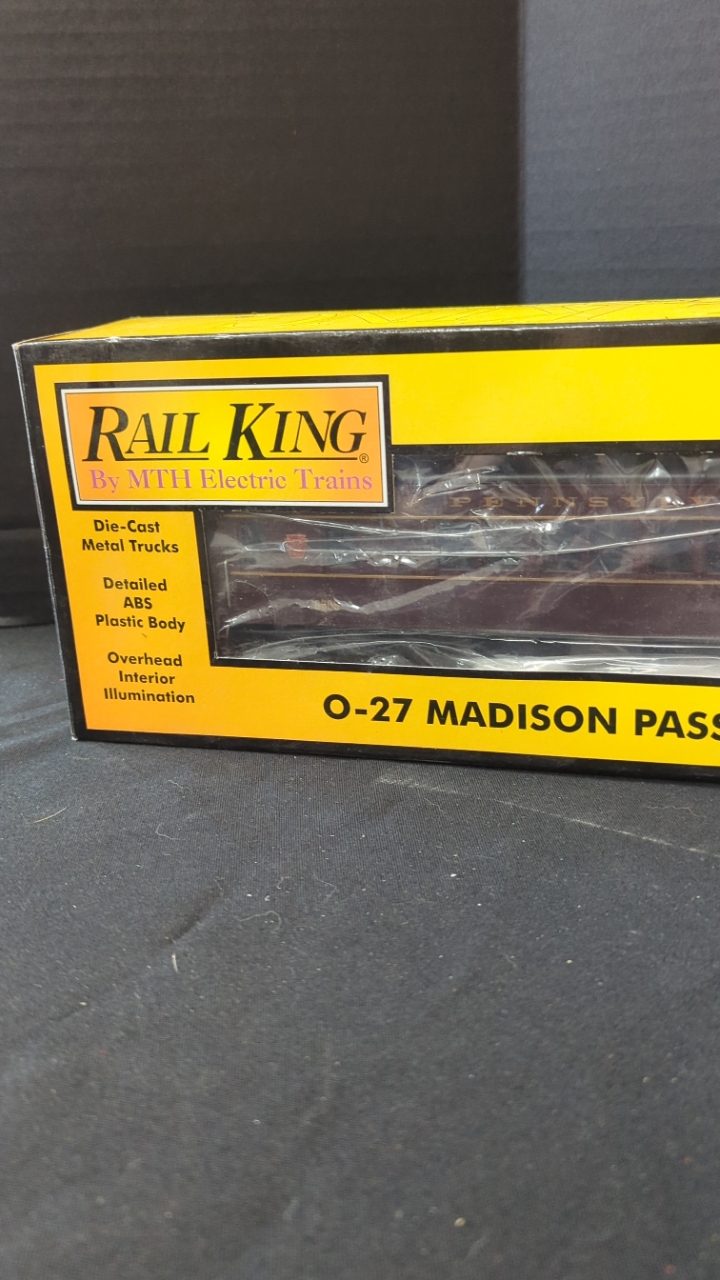 RAIL KING®
By MTH Electric Trains
PENNSYLV
Die-Cast
Metal Trucks
Detailed
ABS
Plastic Body
Overhead
Interior
Illumination
O-27 MADISON PASS